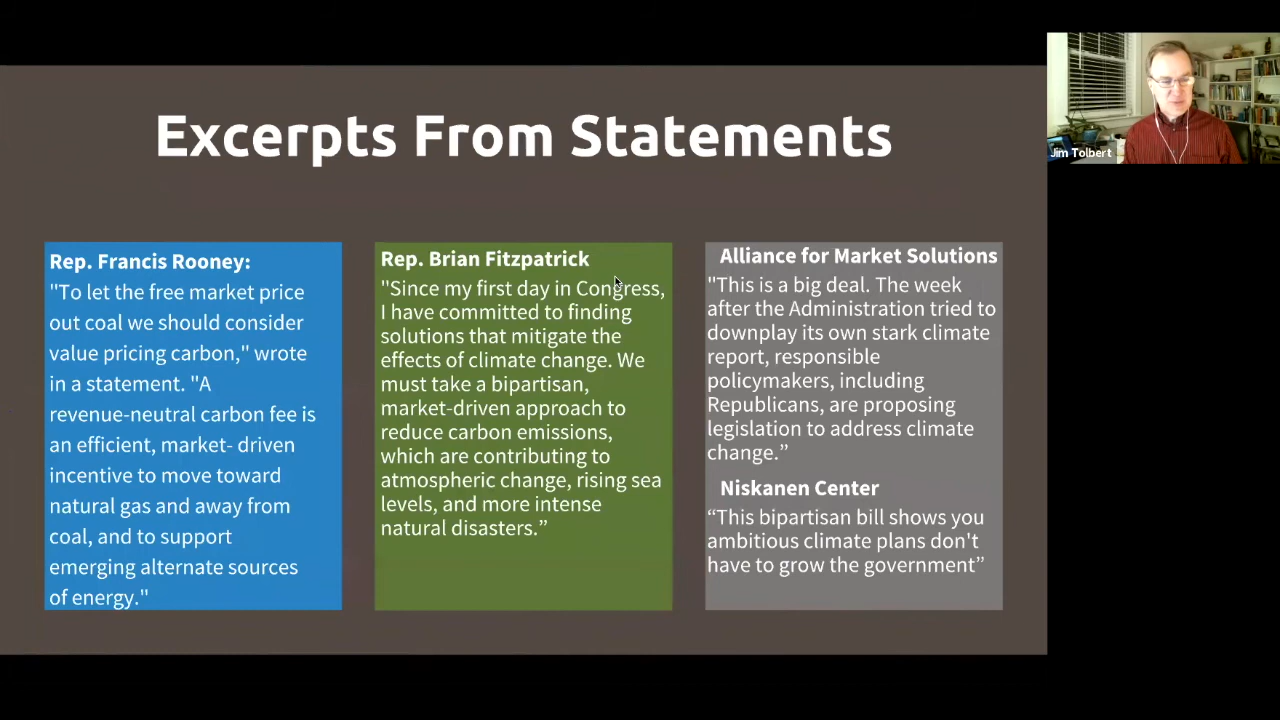 Excerpts From Statements
Jim Tolbert
Rep. Francis Rooney:
"To let the free market price
out coal we should consider
value pricing carbon," wrote
in a statement. "A
revenue-neutral carbon fee is
an efficient, market- driven
incentive to move toward
natural gas and away from
coal, and to support
emerging alternate sources
of energy."
Rep. Brian Fitzpatrick
"Since my first day in Congress,
I have committed to finding
solutions that mitigate the
effects of climate change. We
must take a bipartisan,
market-driven approach to
reduce carbon emissions,
which are contributing to
atmospheric change, rising sea
levels, and more intense
natural disasters.”
Alliance for Market Solutions
"This is a big deal. The week
after the Administration tried to
downplay its own stark climate
report, responsible
policymakers, including
Republicans, are proposing
legislation to address climate
change.”
Niskanen Center
“This bipartisan bill shows you
ambitious climate plans don't
have to grow the government”